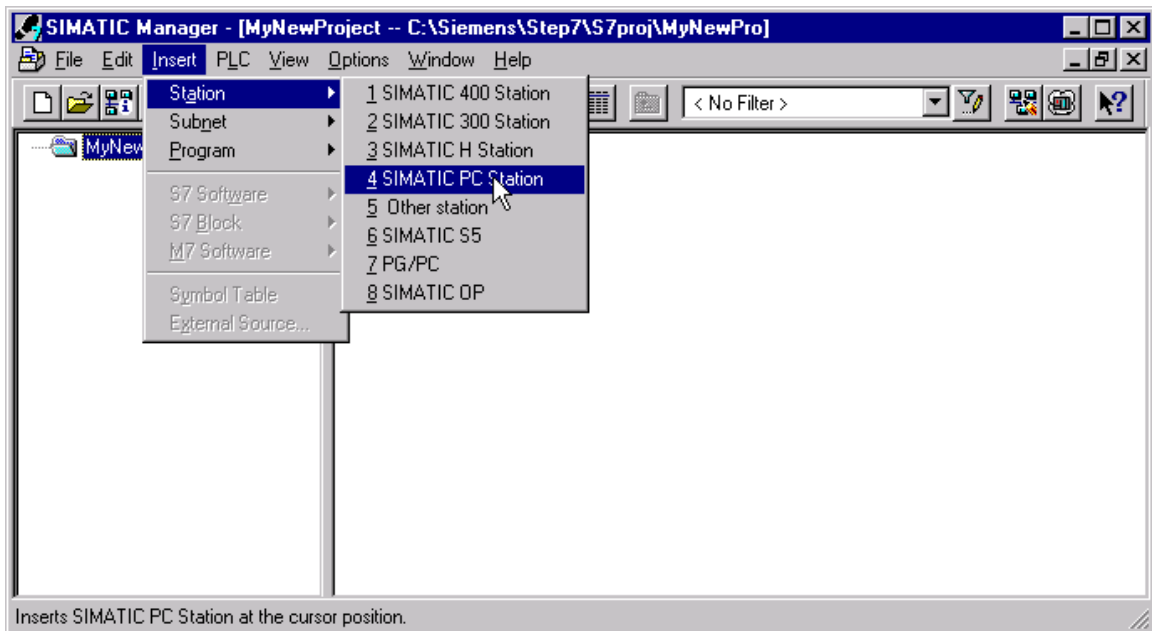 SIMATIC Manager - [MyNewProject -- C:\Siemens\Step7\S7proj\MyNewPro]
File Edit Insert PLC View Options Window Help
< No Filter >
MyNew
Station
Subnet
Program
S7 Software
S7 Block
M7 Software
Symbol Table
External Source...
1 SIMATIC 400 Station
2 SIMATIC 300 Station
3 SIMATIC H Station
4 SIMATIC PC Station
5 Other station
6 SIMATIC S5
7 PG/PC
8 SIMATIC OP
Inserts SIMATIC PC Station at the cursor position.